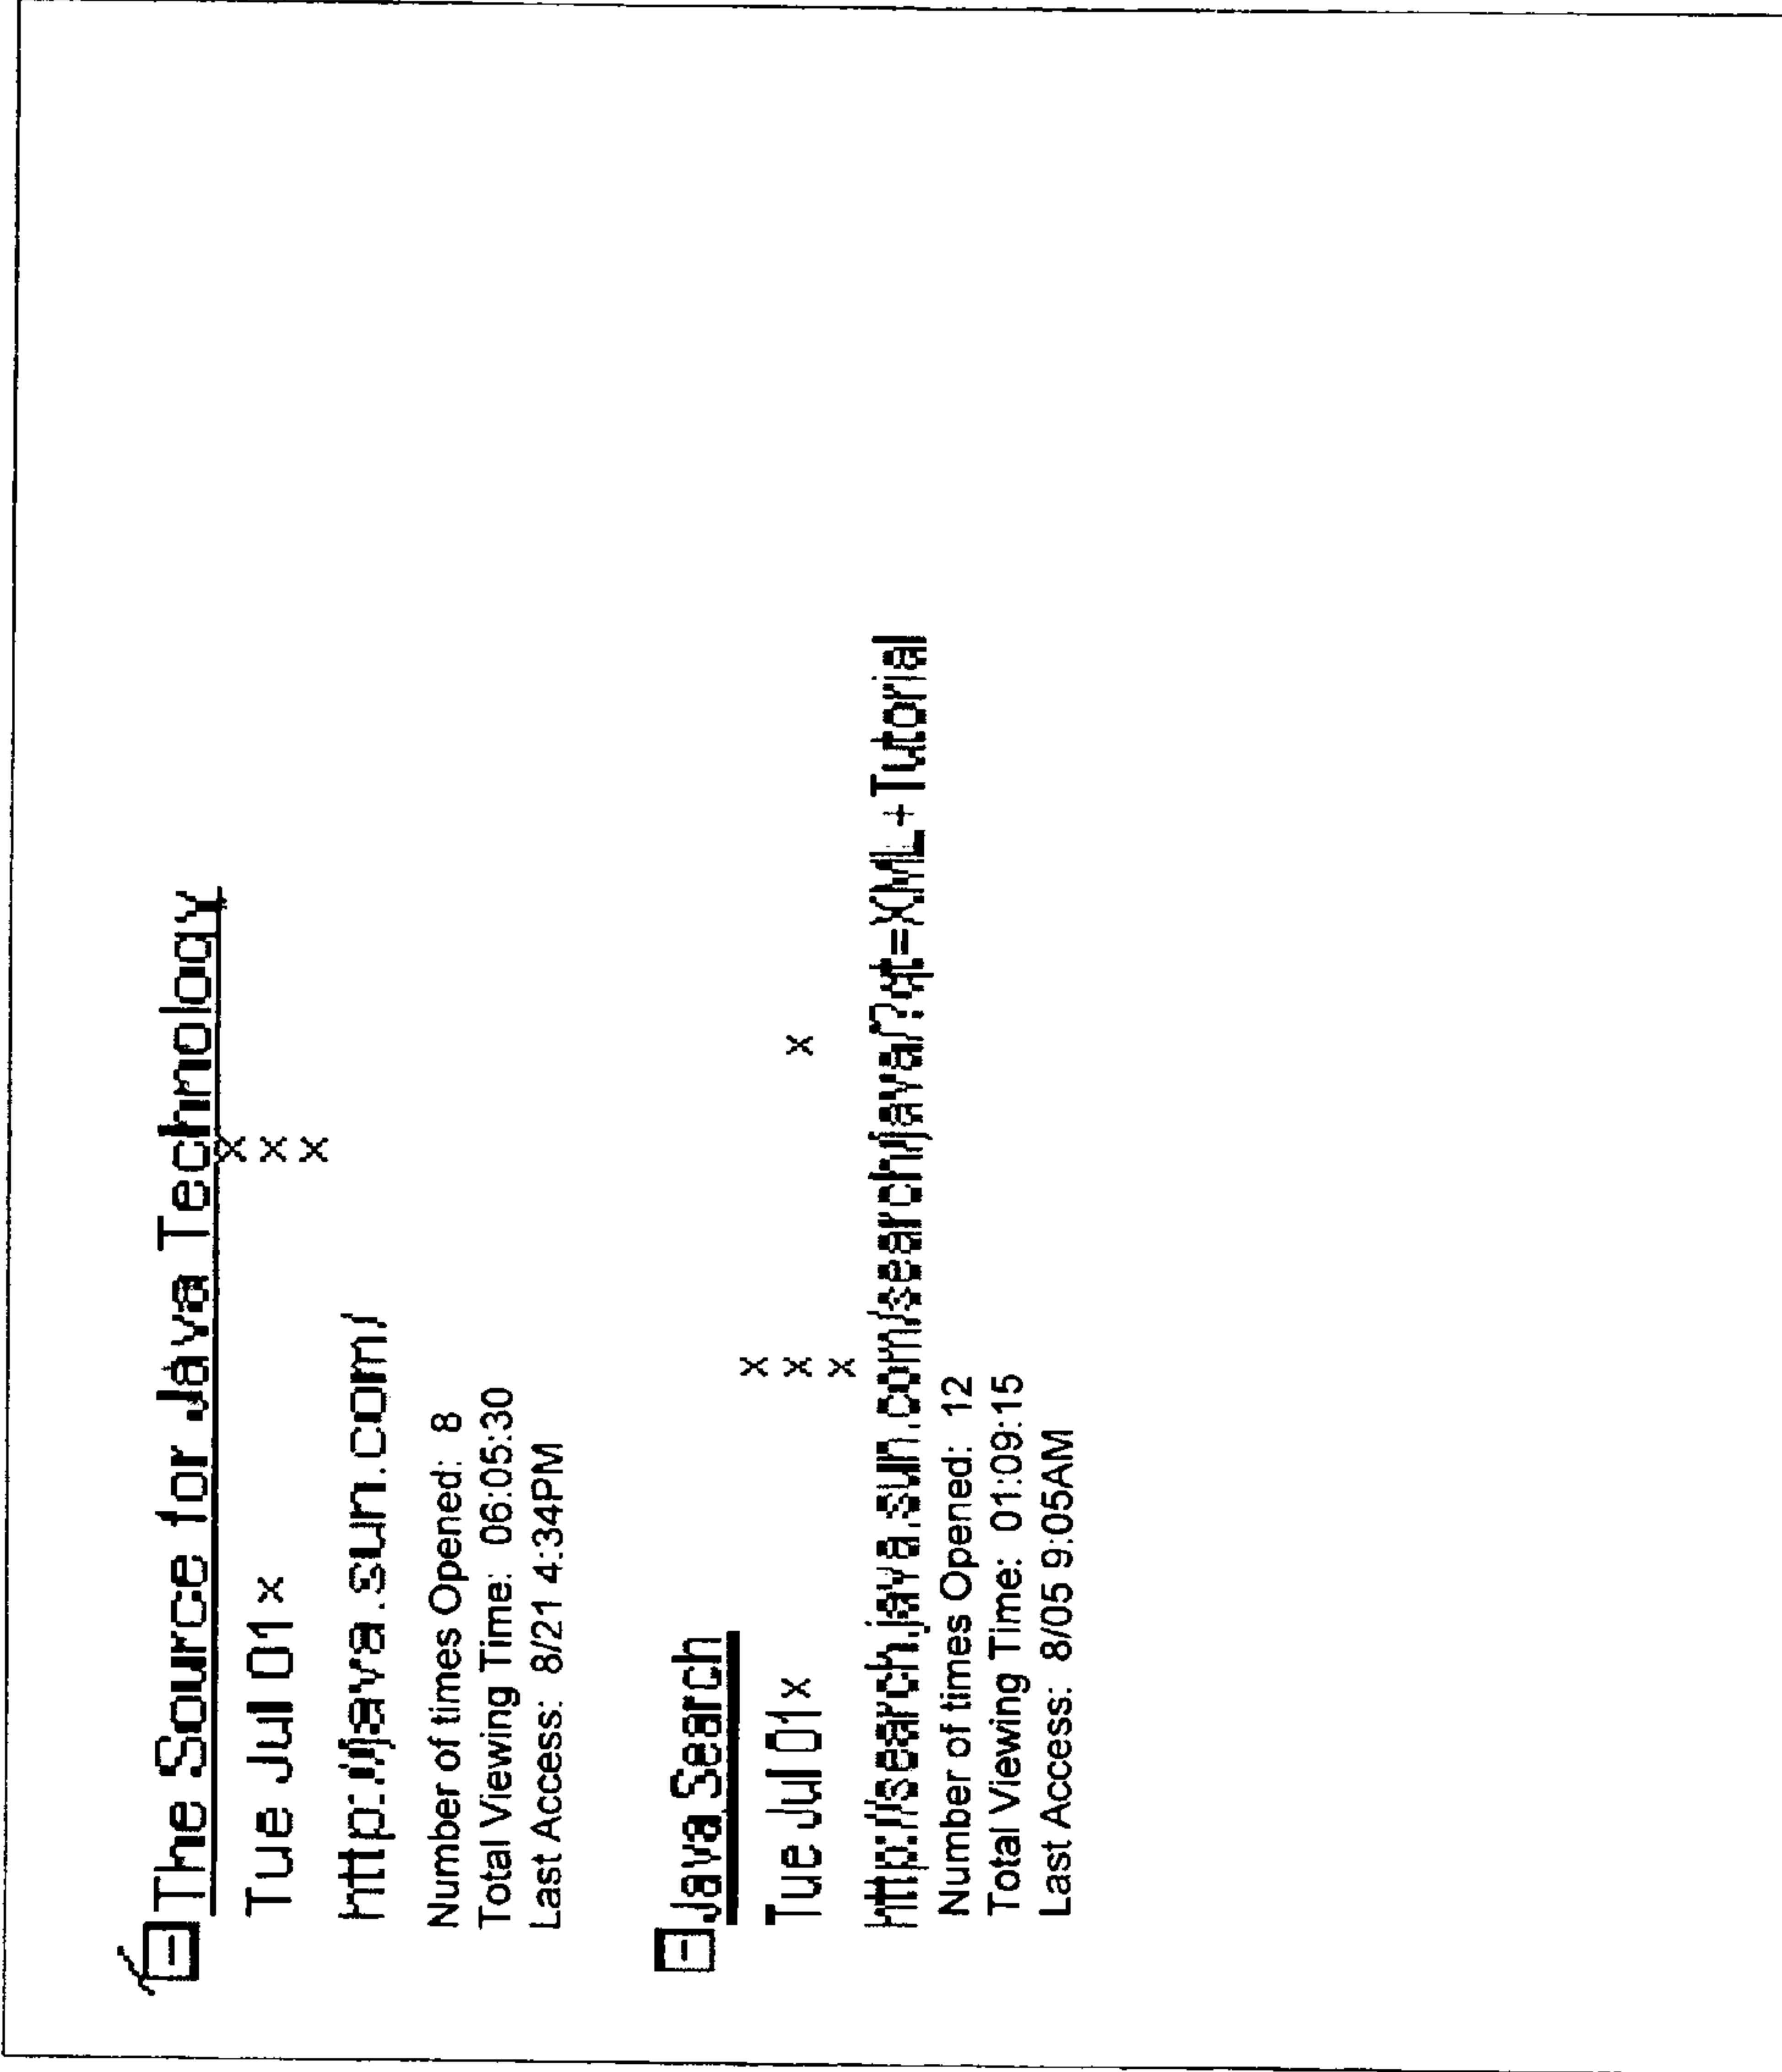 The Source for Java Technology
x
Tue Jul 01 x x
x
http://java.sun.com/
Number of times Opened: 8
Total Viewing Time: 06:05:30
Last Access: 8/21 4:34PM
Java Search
x
Tue Jul 01 x x x
x
http://search.java.sun.com/search/java/?qt=XML+Tutorial
Number of times Opened: 12
Total Viewing Time: 01:09:15
Last Access: 8/05 9:05AM